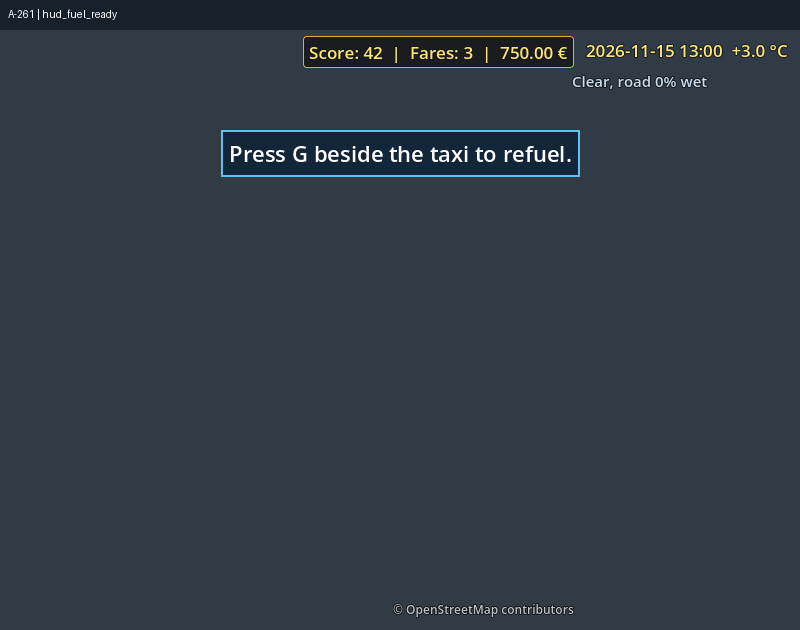 A-261 | hud_fuel_ready
Score: 42 | Fares: 3 | 750.00 € 2026-11-15 13:00 +3.0 °C
Clear, road 0% wet
Press G beside the taxi to refuel.
© OpenStreetMap contributors